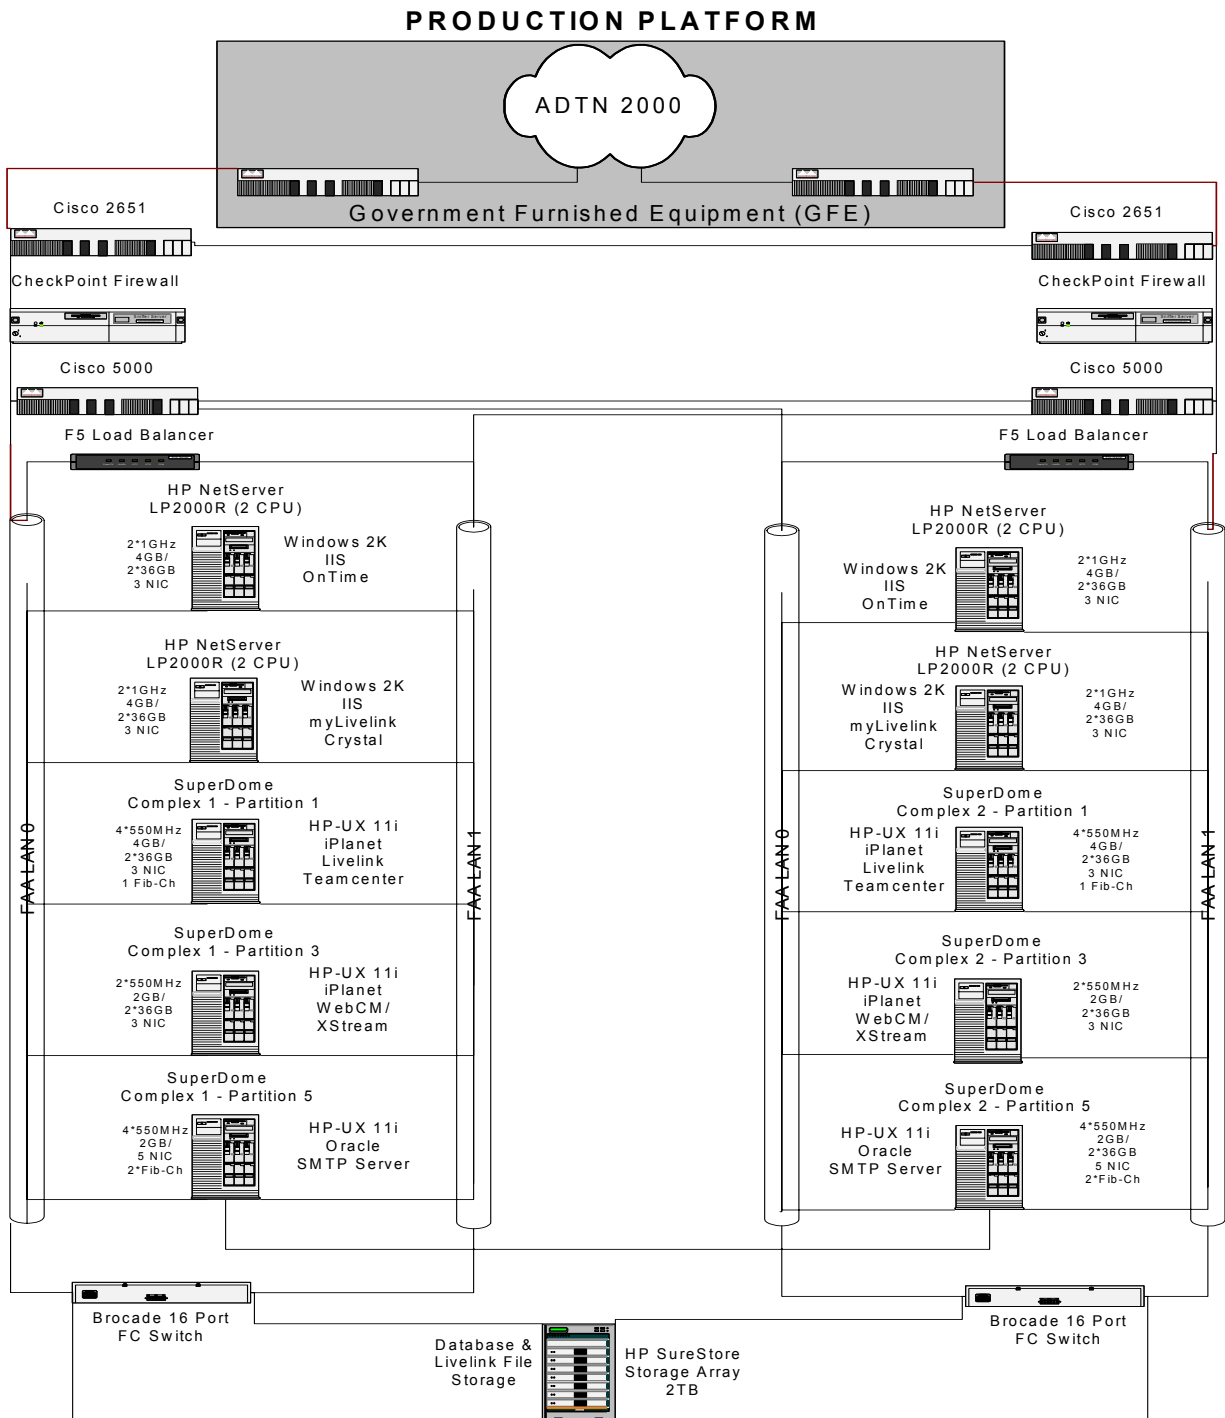 PRODUCTION PLATFORM
ADTN 2000
Government Furnished Equipment (GFE)
Cisco 2651
CheckPoint Firewall
Cisco 5000
F5 Load Balancer
HP NetServer
LP2000R (2 CPU)
2*1GHz
4GB/
2*36GB
3 NIC
Windows 2K
IIS
OnTime
HP NetServer
LP2000R (2 CPU)
2*1GHz
4GB/
2*36GB
3 NIC
Windows 2K
IIS
myLivelink
Crystal
SuperDome
Complex 1 - Partition 1
4*550MHz
4GB/
2*36GB
3 NIC
1 Fib-Ch
HP-UX 11i
iPlanet
Livelink
Teamcenter
SuperDome
Complex 1 - Partition 3
2*550MHz
2GB/
2*36GB
3 NIC
HP-UX 11i
iPlanet
WebCM/
XStream
SuperDome
Complex 1 - Partition 5
4*550MHz
2GB/
5 NIC
2*Fib-Ch
HP-UX 11i
Oracle
SMTP Server
FAA LAN 0
FAA LAN 1
Brocade 16 Port
FC Switch
Cisco 2651
CheckPoint Firewall
Cisco 5000
F5 Load Balancer
HP NetServer
LP2000R (2 CPU)
Windows 2K
IIS
OnTime
2*1GHz
4GB/
2*36GB
3 NIC
HP NetServer
LP2000R (2 CPU)
Windows 2K
IIS
myLivelink
Crystal
2*1GHz
4GB/
2*36GB
3 NIC
SuperDome
Complex 2 - Partition 1
HP-UX 11i
iPlanet
Livelink
Teamcenter
4*550MHz
4GB/
2*36GB
3 NIC
1 Fib-Ch
SuperDome
Complex 2 - Partition 3
HP-UX 11i
iPlanet
WebCM/
XStream
2*550MHz
2GB/
2*36GB
3 NIC
SuperDome
Complex 2 - Partition 5
HP-UX 11i
Oracle
SMTP Server
4*550MHz
2GB/
2*36GB
5 NIC
2*Fib-Ch
FAA LAN 0
FAA LAN 1
Brocade 16 Port
FC Switch
Database &
Livelink File
Storage
HP SureStore
Storage Array
2TB